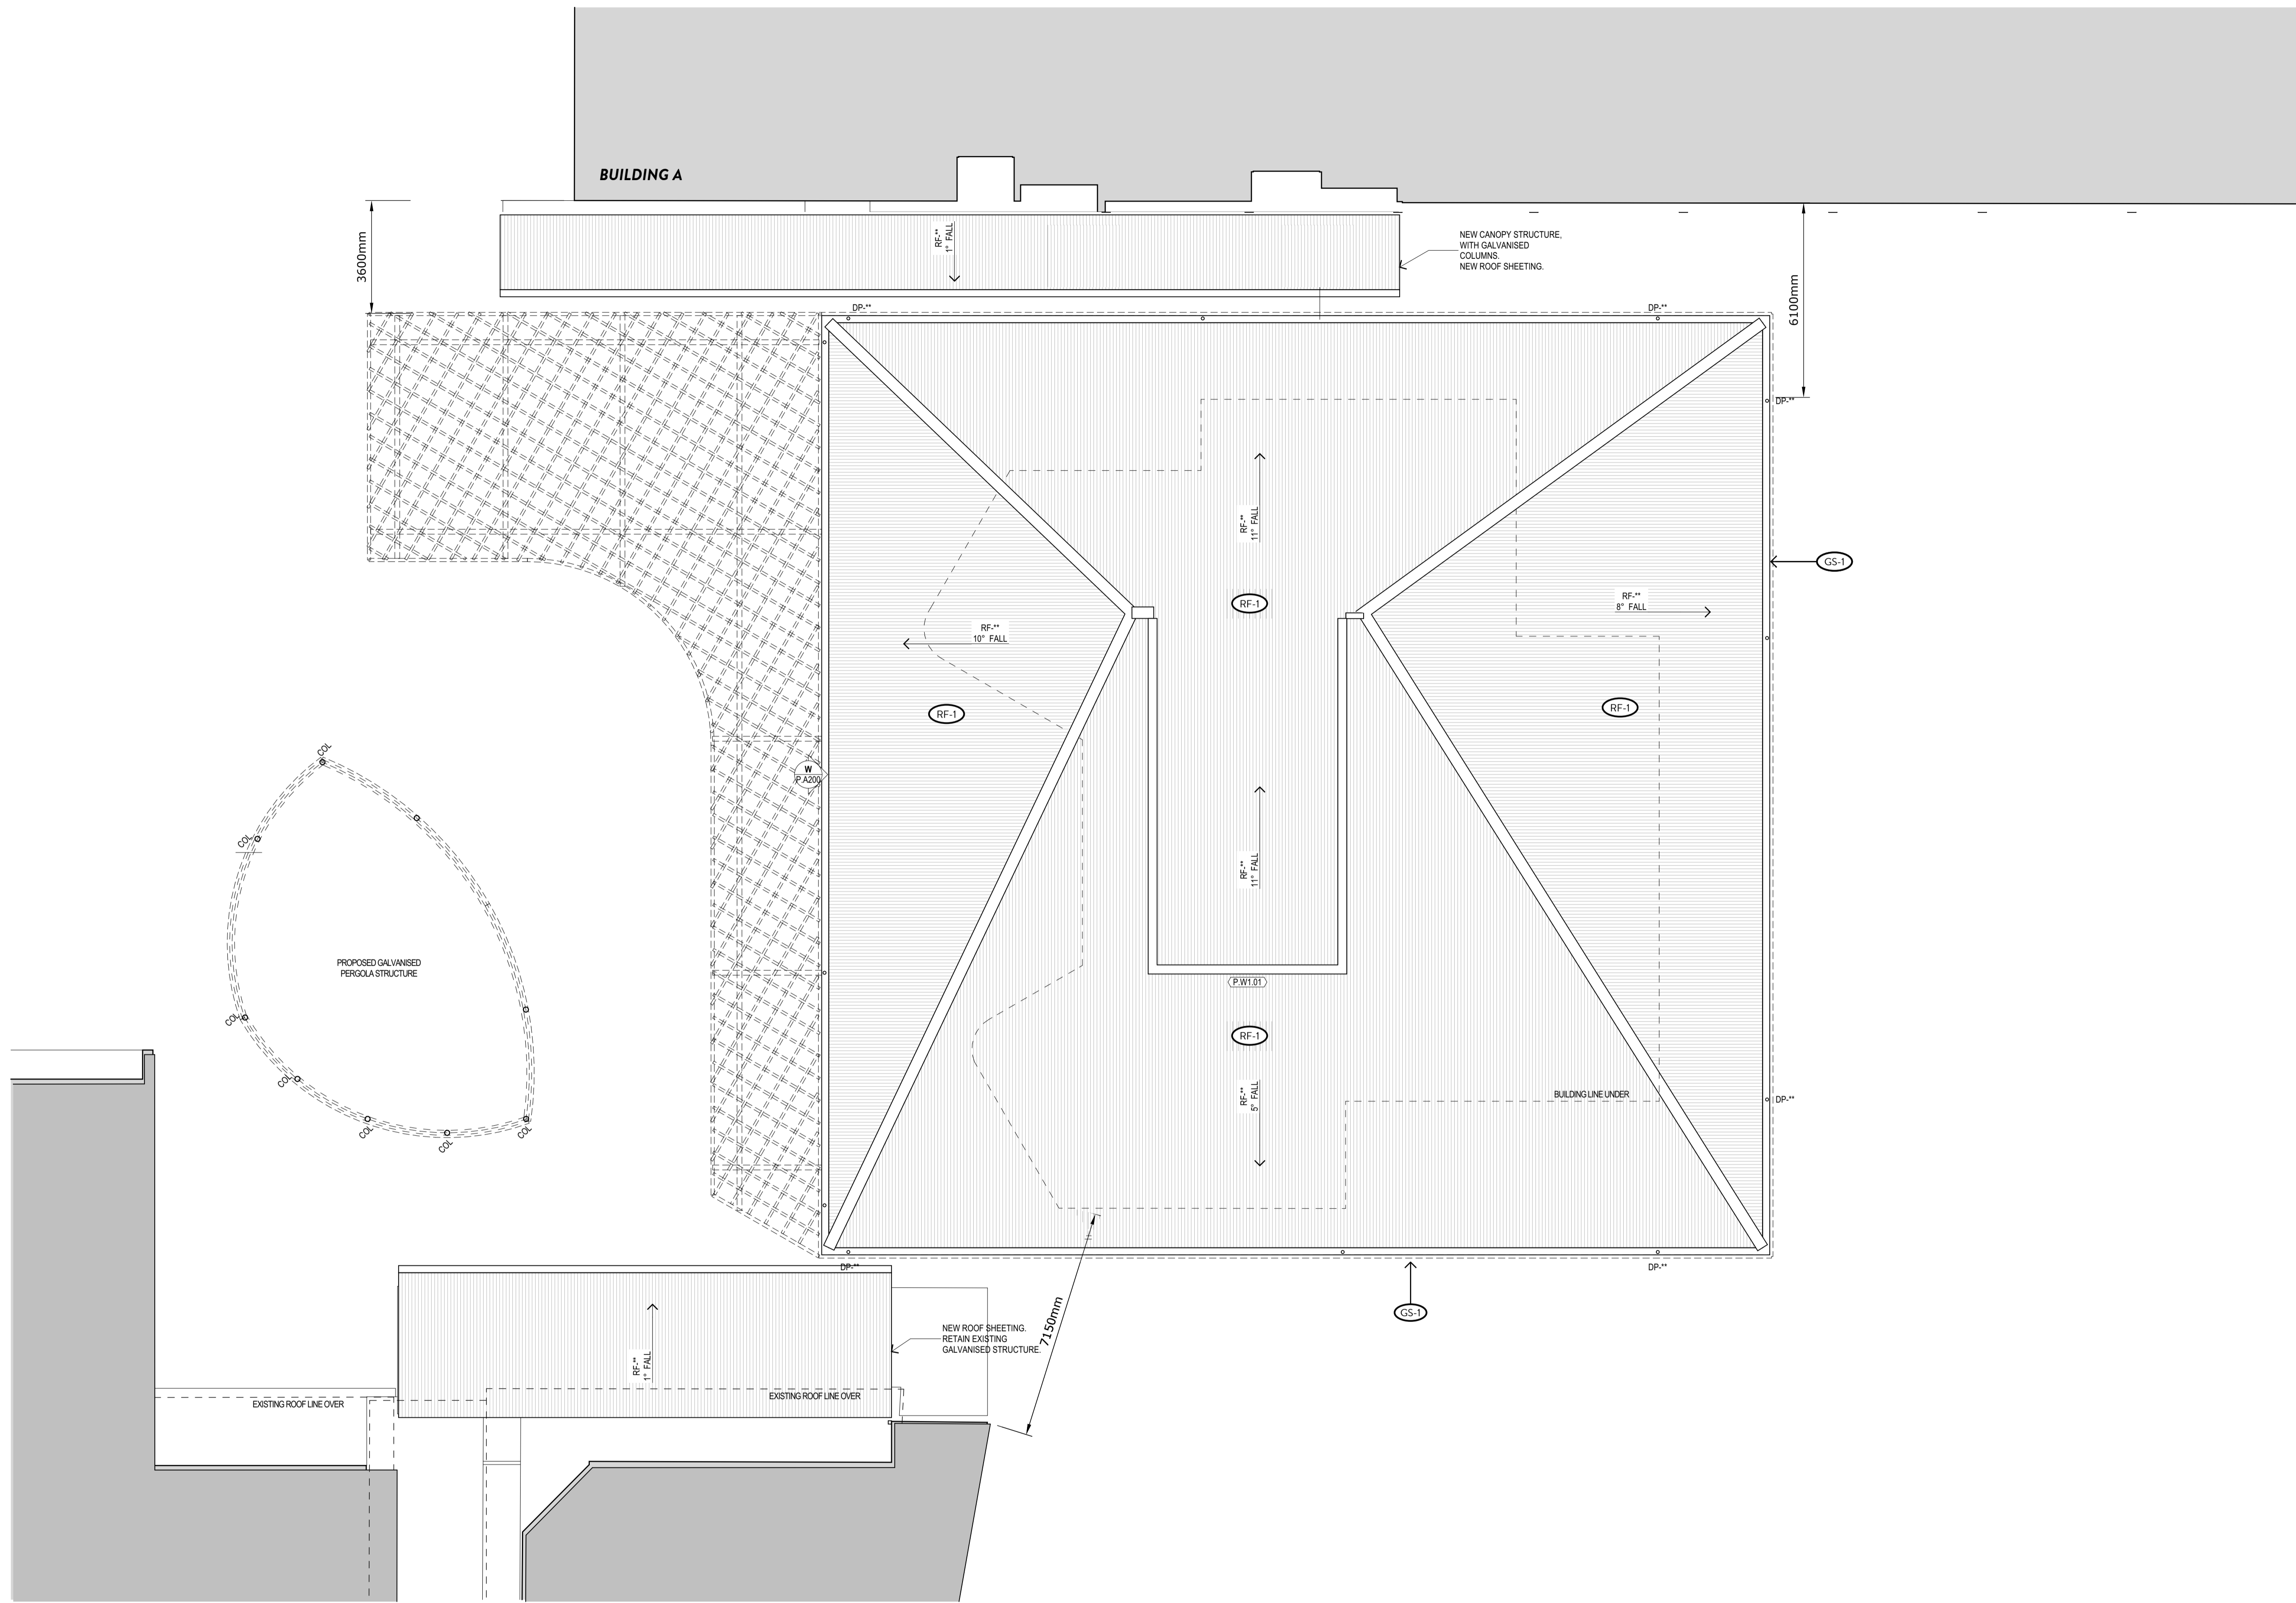 BUILDING A
3600mm
RF-**
1° FALL
NEW CANOPY STRUCTURE,
WITH GALVANISED
COLUMNS.
NEW ROOF SHEETING.
6100mm
DP-**
DP-**
DP-**
RF-**
11° FALL
GS-1
RF-1
RF-**
8° FALL
RF-**
10° FALL
RF-1
RF-1
COL
W
P.A200
COL
RF-**
11° FALL
PROPOSED GALVANISED
PERGOLA STRUCTURE
P.W1.01
COL
RF-1
COL
RF-**
5° FALL
BUILDING LINE UNDER
DP-**
COL
COL
COL
DP-**
DP-**
GS-1
7150mm
NEW ROOF SHEETING.
RETAIN EXISTING
GALVANISED STRUCTURE.
RF-**
1° FALL
EXISTING ROOF LINE OVER
EXISTING ROOF LINE OVER